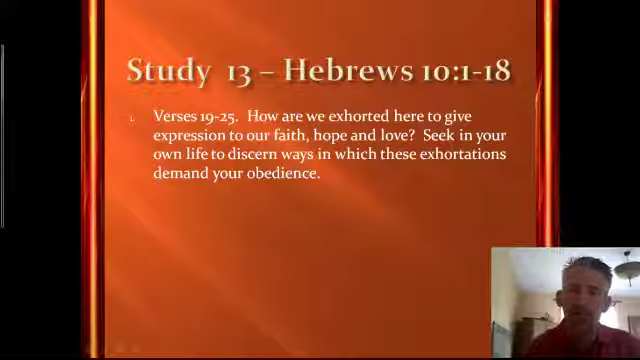 Study 13 – Hebrews 10:1-18
1. Verses 19-25. How are we exhorted here to give
expression to our faith, hope and love? Seek in your
own life to discern ways in which these exhortations
demand your obedience.